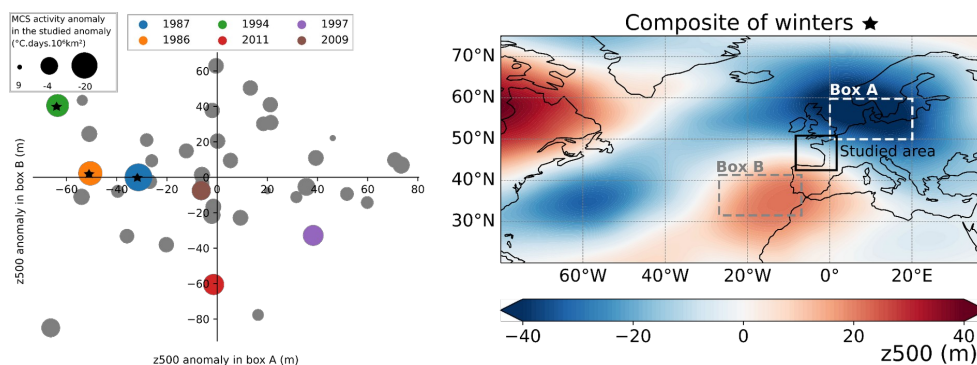 MCS activity anomaly
in the studied anomaly
(°C.days.10⁶km²)
9 -4 -20
1987 1994 1997
1986 2011 2009
60
40
20
0
−20
−40
−60
−80
−60 −40 −20 0 20 40 60 80
z500 anomaly in box B (m)
z500 anomaly in box A (m)
Composite of winters ★
70°N
60°N
50°N
40°N
30°N
Box A
Studied area
Box B
60°W 40°W 20°W 0° 20°E
−40 −20 0 20 40
z500 (m)